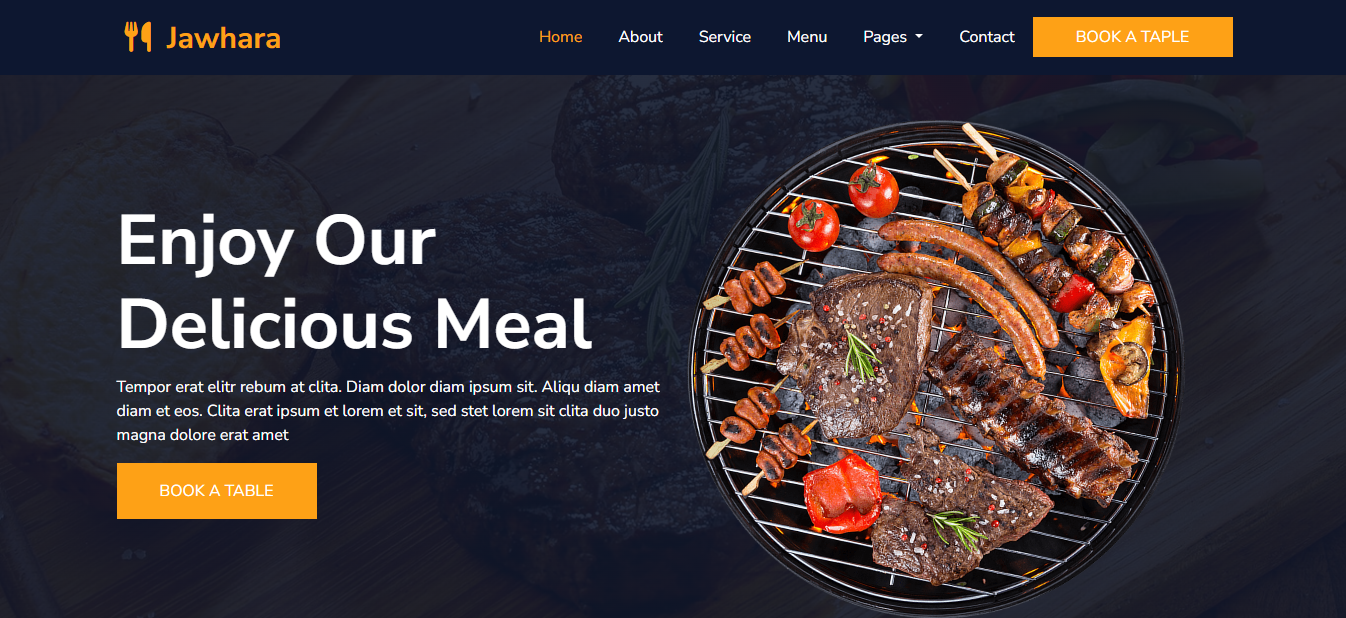 Jawhara
Home About Service Menu Pages Contact BOOK A TAPLE
Enjoy Our
Delicious Meal
Tempor erat elitr rebum at clita. Diam dolor diam ipsum sit. Aliqu diam amet
diam et eos. Clita erat ipsum et lorem et sit, sed stet lorem sit clita duo justo
magna dolore erat amet
BOOK A TABLE